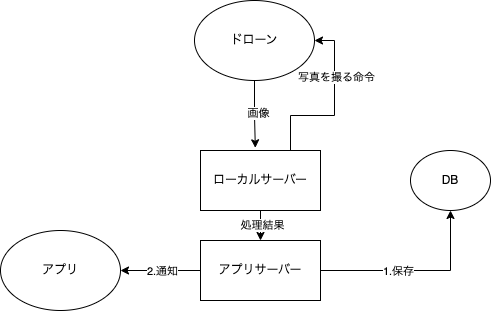 ドローン
写真を撮る命令
画像
ローカルサーバー
DB
処理結果
アプリ
2.通知
アプリサーバー
1.保存